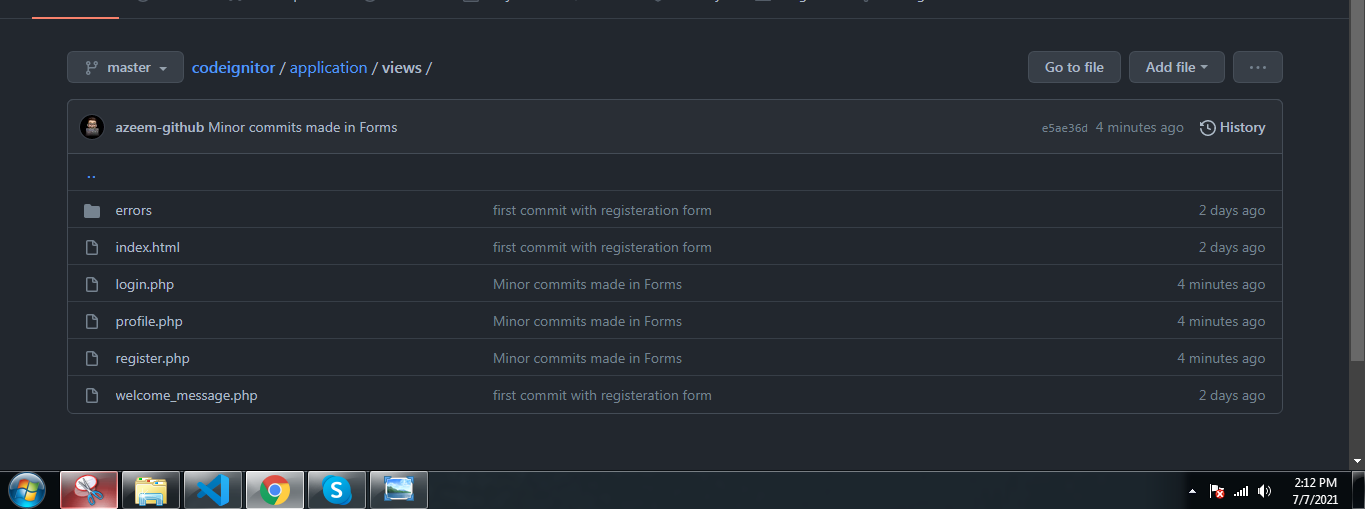 master codeignitor / application / views / Go to file Add file ...
azeem-github Minor commits made in Forms e5ae36d 4 minutes ago History
..
errors first commit with registeration form 2 days ago
index.html first commit with registeration form 2 days ago
login.php Minor commits made in Forms 4 minutes ago
profile.php Minor commits made in Forms 4 minutes ago
register.php Minor commits made in Forms 4 minutes ago
welcome_message.php first commit with registeration form 2 days ago
2:12 PM
7/7/2021